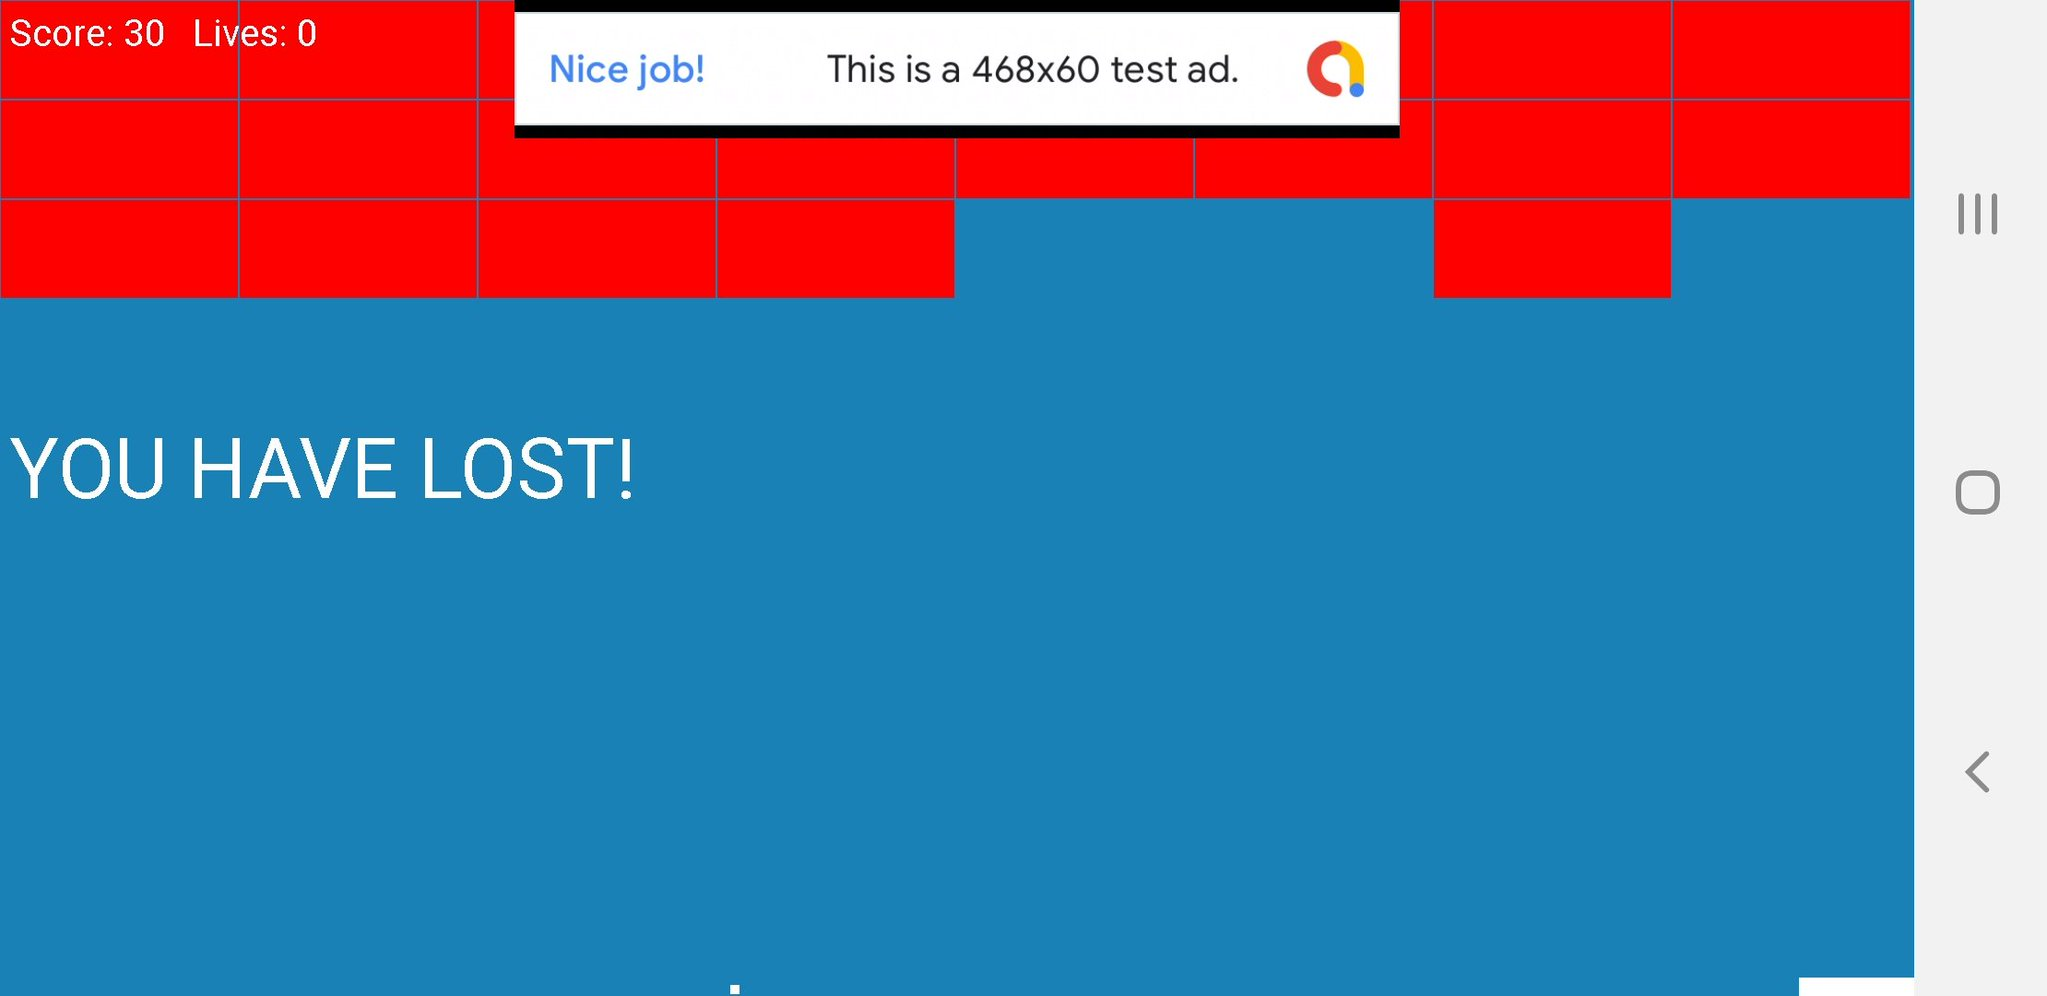 Score: 30 Lives: 0
Nice job! This is a 468x60 test ad.
YOU HAVE LOST!